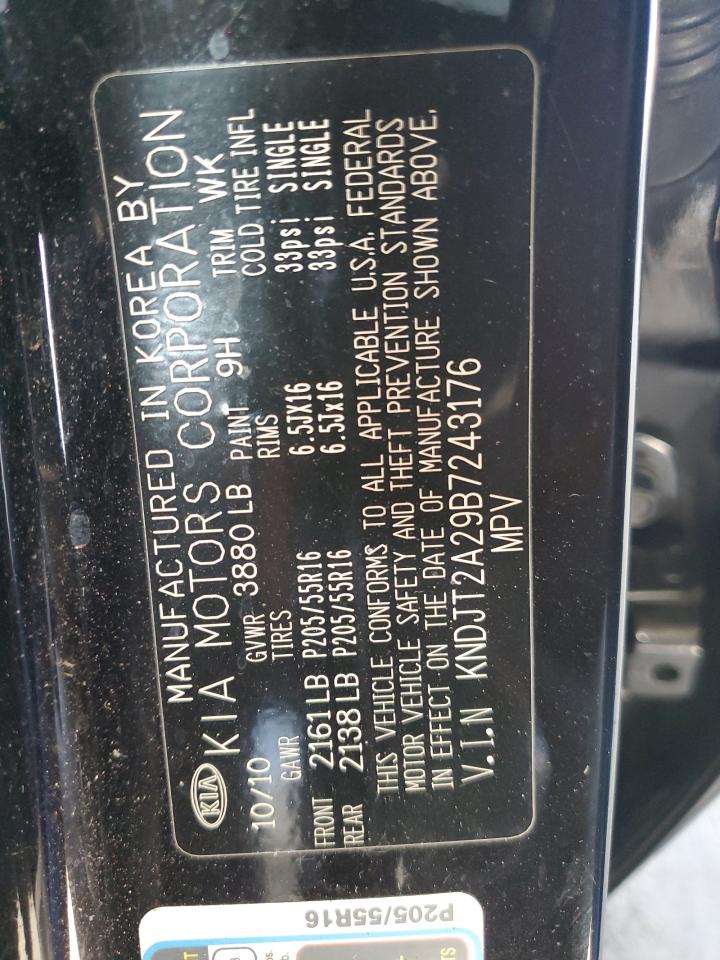 MANUFACTURED IN KOREA BY
KIA KIA MOTORS CORPORATION
10/10 GVWR 3880 LB PAINT 9H TRIM WK
GAWR TIRES RIMS COLD TIRE INFL
FRONT 2161 LB P205/55R16 6.5JX16 33psi SINGLE
REAR 2138 LB P205/55R16 6.5Jx16 33psi SINGLE
THIS VEHICLE CONFORMS TO ALL APPLICABLE U.S.A. FEDERAL
MOTOR VEHICLE SAFETY AND THEFT PREVENTION STANDARDS
IN EFFECT ON THE DATE OF MANUFACTURE SHOWN ABOVE.
V.I.N KNDJT2A29B7243176
MPV
P205/55R16